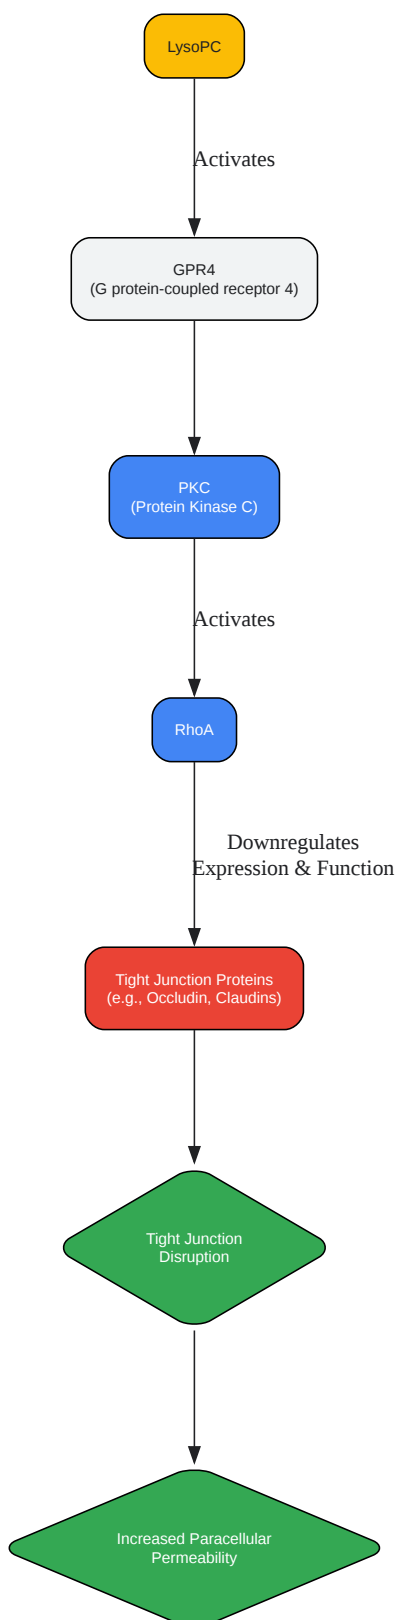 LysoPC
Activates
GPR4
(G protein-coupled receptor 4)
PKC
(Protein Kinase C)
Activates
RhoA
Downregulates
Expression & Function
Tight Junction Proteins
(e.g., Occludin, Claudins)
Tight Junction
Disruption
Increased Paracellular
Permeability